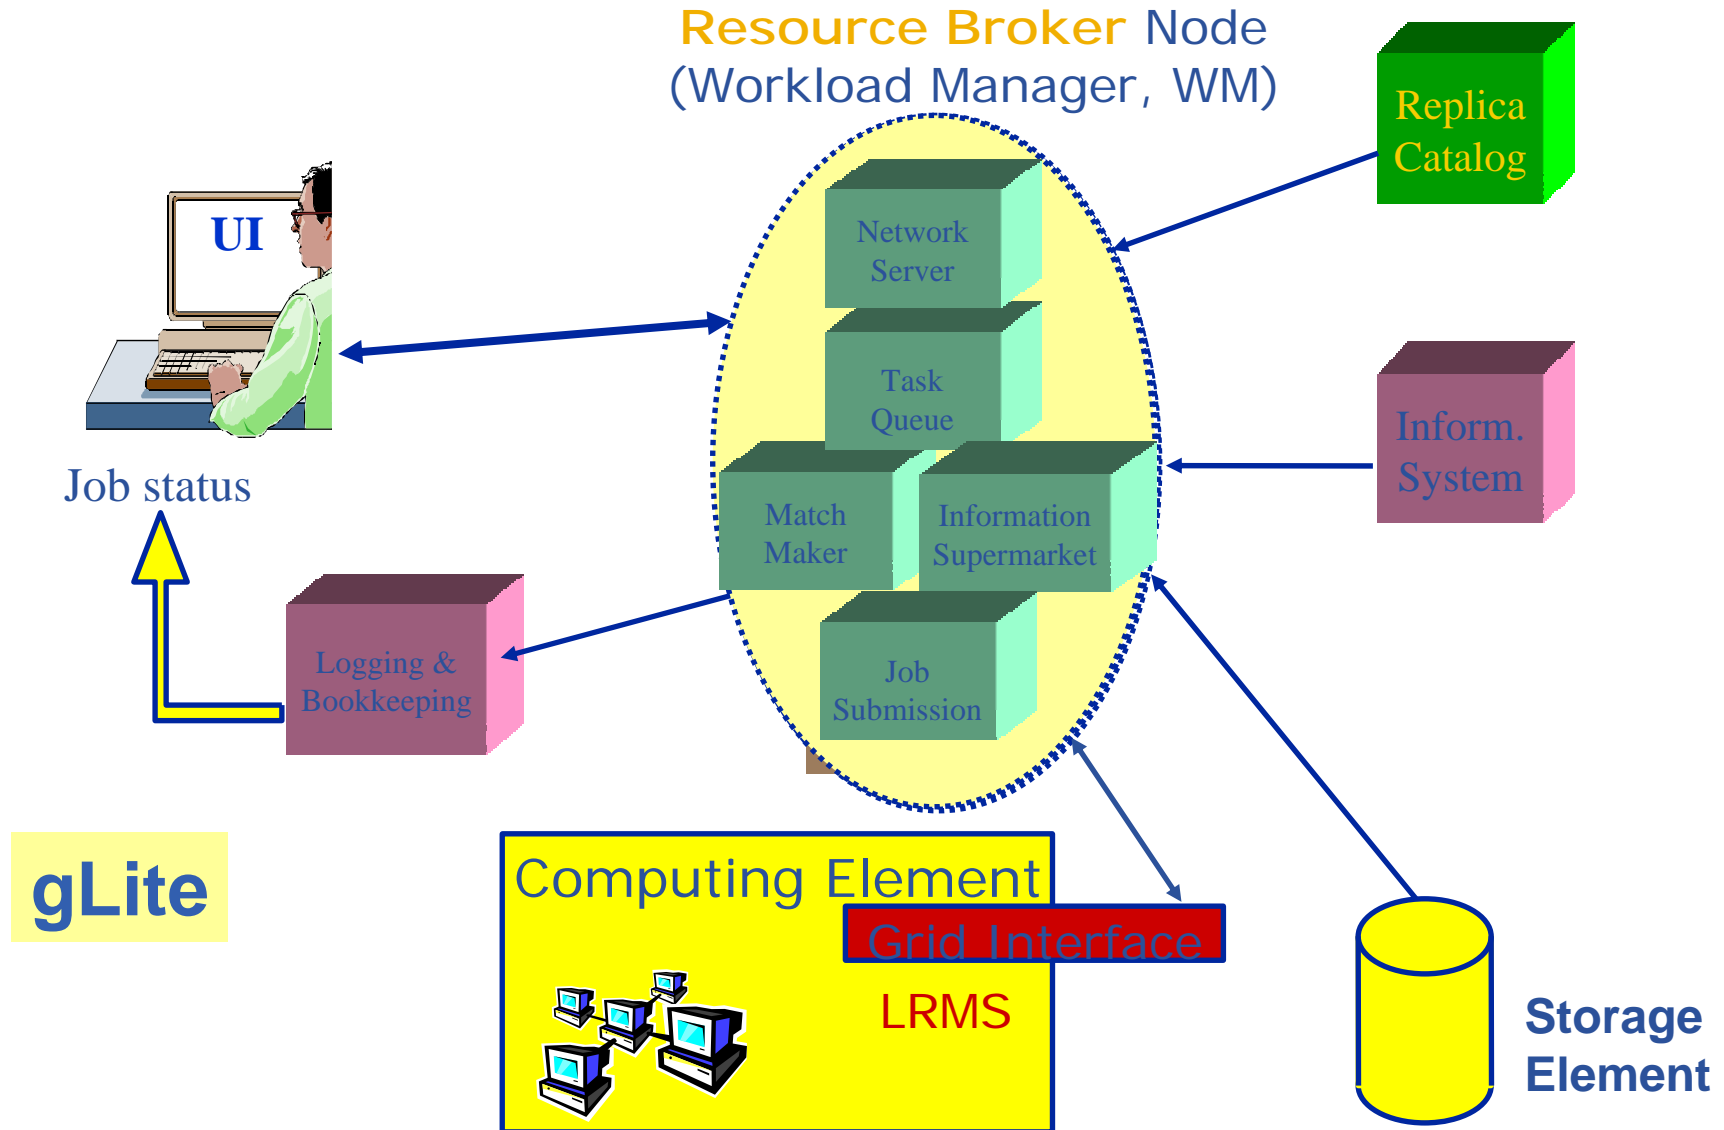 Resource Broker Node
(Workload Manager, WM)
Replica
Catalog
UI
Network
Server
Task
Queue
Inform.
System
Job status
Match
Maker
Information
Supermarket
Logging &
Bookkeeping
Job
Submission
gLite
Computing Element
Grid Interface
LRMS
Storage
Element